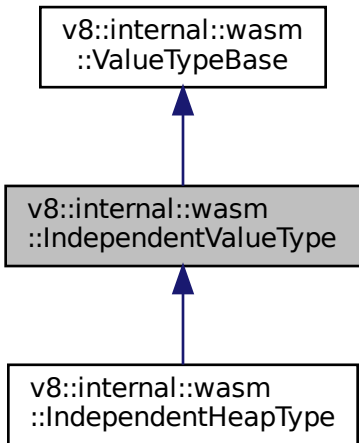 v8::internal::wasm
::ValueTypeBase
v8::internal::wasm
::IndependentValueType
v8::internal::wasm
::IndependentHeapType